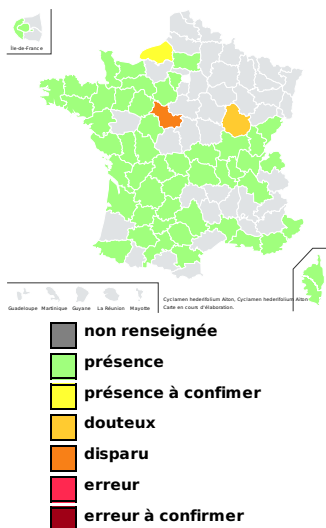 Île-de-France
Guadeloupe Martinique Guyane La Réunion Mayotte
Cyclamen hederifolium Aiton, Cyclamen hederifolium Aiton
Carte en cours d'élaboration.
non renseignée
présence
présence à confimer
douteux
disparu
erreur
erreur à confirmer